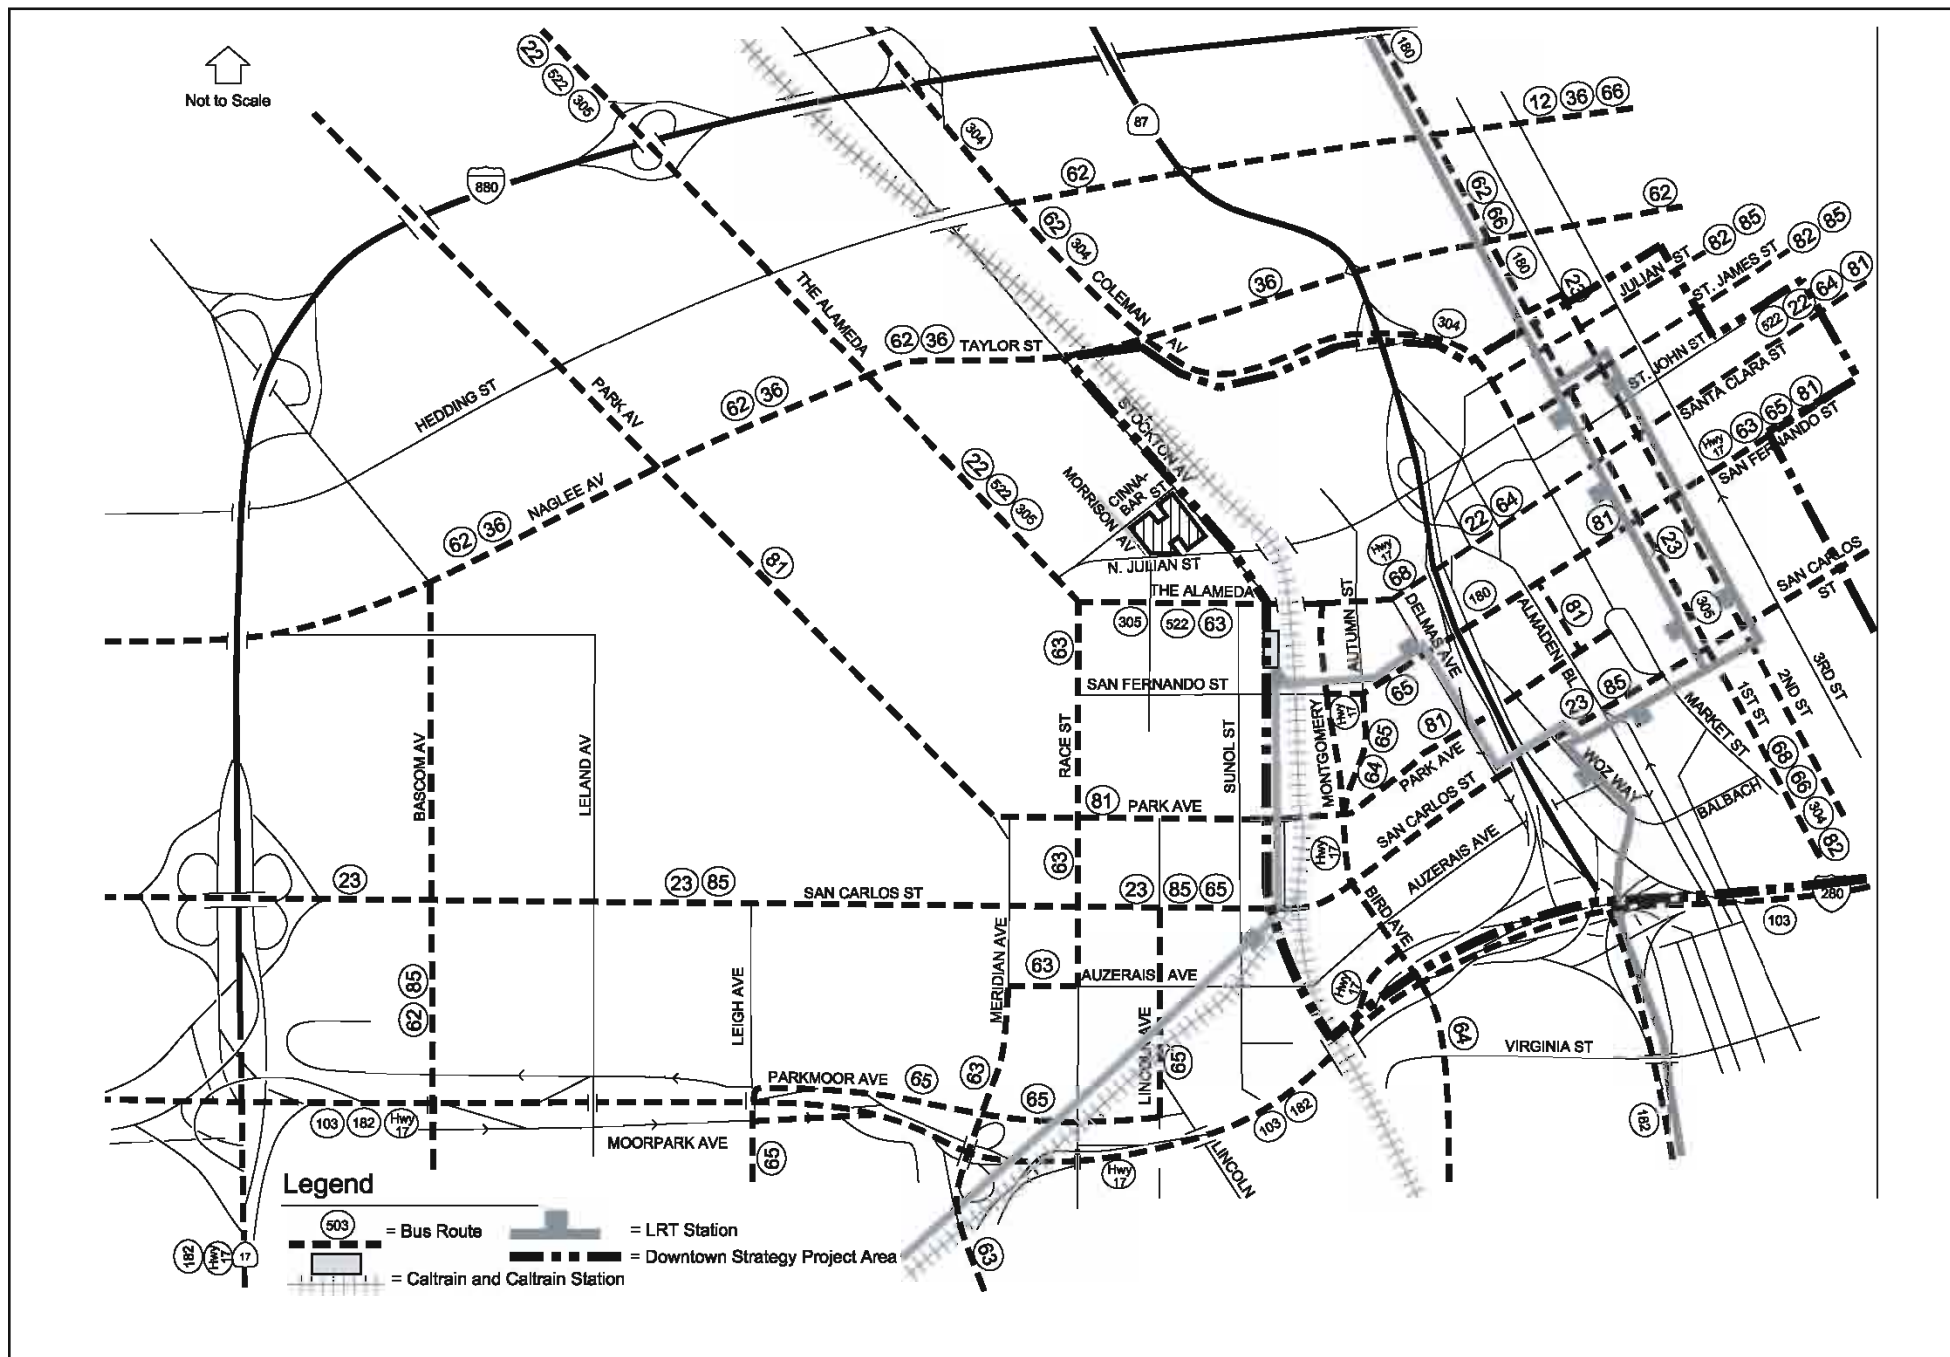 22
522
305
180
12 36 66
Not to Scale
304
87
62
880
62
66
62
62
304
180
JULIAN ST
82 85
ST. JAMES ST
82 85
THE ALAMEDA
COLEMAN AV
36
23
522 22 64 81
304
62 36
TAYLOR ST
ST. JOHN ST
SANTA CLARA ST
HEDDING ST
PARK AV
62 36
STOCKTON AV
Hwy 17 63 65 81
SAN FERNANDO ST
22
522
305
MORRISON AV
CINNA-
BAR ST
NAGLEE AV
62 36
22 64
81
23
81
N. JULIAN ST
Hwy 17
68
SAN CARLOS ST
THE ALAMEDA
305 522 63
AUTUMN ST
DELMAS AVE
180
ALMADEN BL
81
305
63
SAN FERNANDO ST
65
3RD ST
2ND ST
1ST ST
MARKET ST
Hwy 17
23 85
BASCOM AV
LELAND AV
RACE ST
SUNOL ST
MONTGOMERY
65
64
81
PARK AVE
SAN CARLOS ST
WOZ WAY
BALBACH
68
66
304
82
81
PARK AVE
63
Hwy 17
AUZERAIS AVE
23
23 85
SAN CARLOS ST
23 85 65
BIRD AVE
280
103
85
62
LEIGH AVE
MERIDIAN AVE
63
AUZERAIS AVE
Hwy 17
64
VIRGINIA ST
LINCOLN AVE
65
PARKMOOR AVE
65
63
65
103 182 Hwy 17
MOORPARK AVE
65
Hwy 17
103 182
LINCOLN
182
Legend
503 = Bus Route
= LRT Station
= Downtown Strategy Project Area
= Caltrain and Caltrain Station
182 Hwy 17 17
63